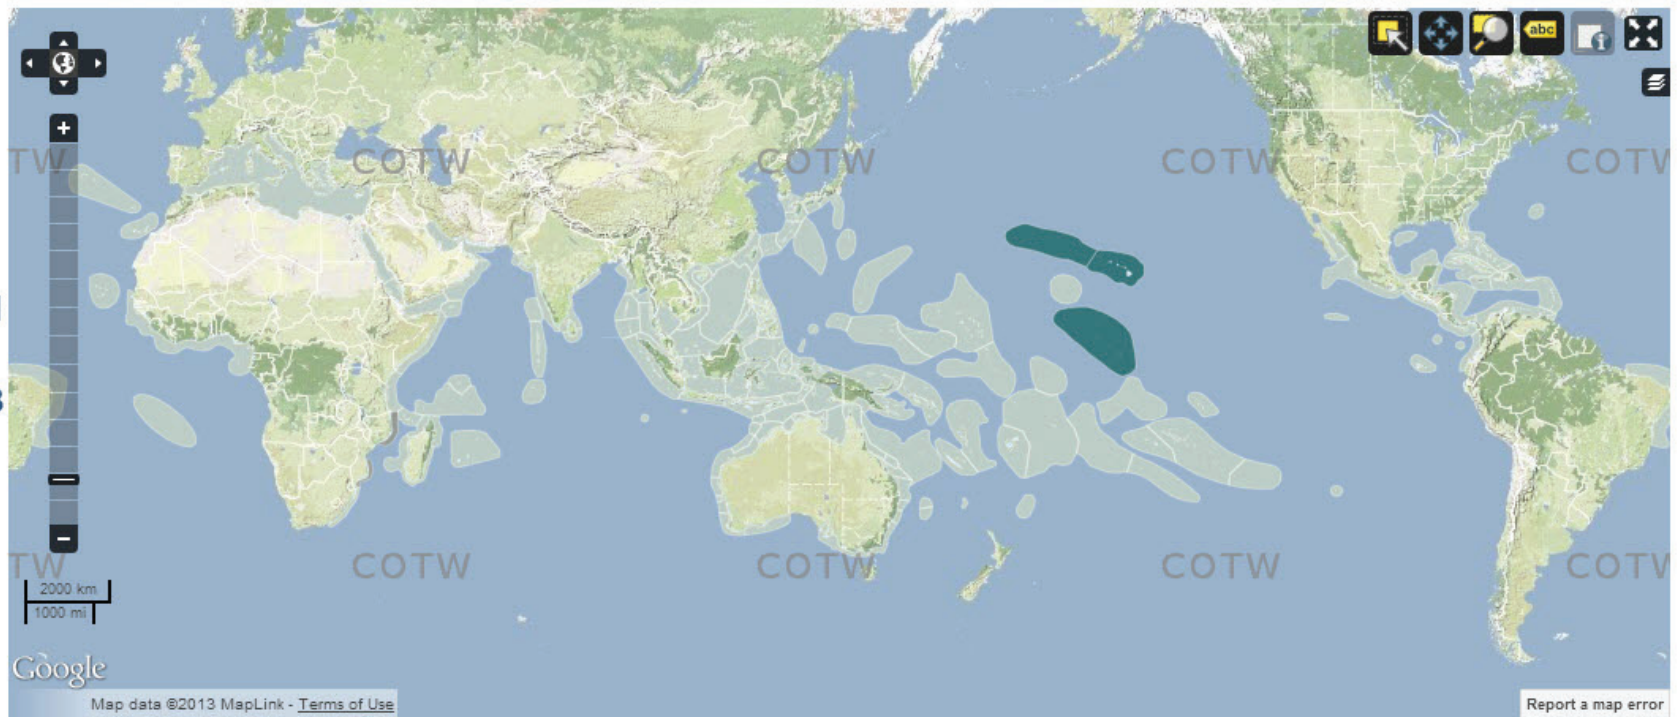 abc
TW COTW COTW COTW COTW
TW COTW COTW COTW COTW
2000 km
1000 mi
Google
Map data ©2013 MapLink - Terms of Use
Report a map error